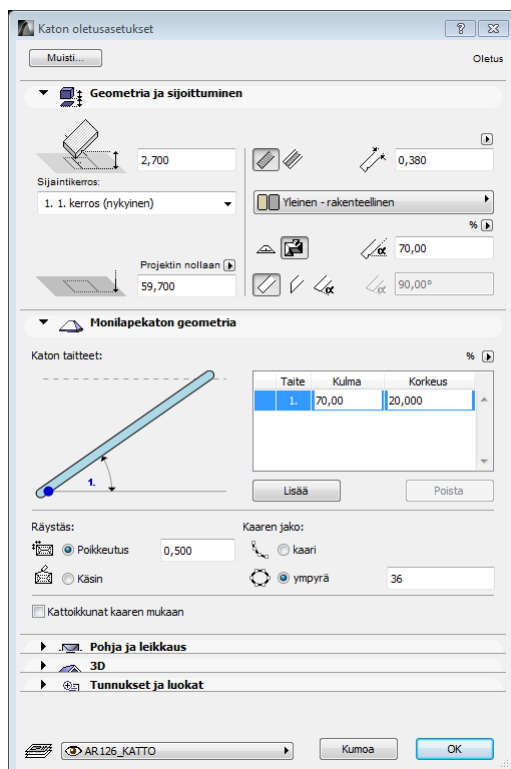 Katon oletusasetukset
Muisti...
Oletus
Geometria ja sijoittuminen
2,700
0,380
Sijaintikerros:
1. 1. kerros (nykyinen)
Yleinen - rakenteellinen
%
α
70,00
Projektin nollaan
59,700
α
α
90,00°
Monilapekaton geometria
Katon taitteet:
%
Taite Kulma Korkeus
1. 70,00 20,000
1.
Lisää
Poista
Räystäs:
Kaaren jako:
Poikkeutus 0,500
kaari
Käsin
ympyrä 36
Kattoikkunat kaaren mukaan
Pohja ja leikkaus
3D
Tunnukset ja luokat
AR126_KATTO
Kumoa
OK